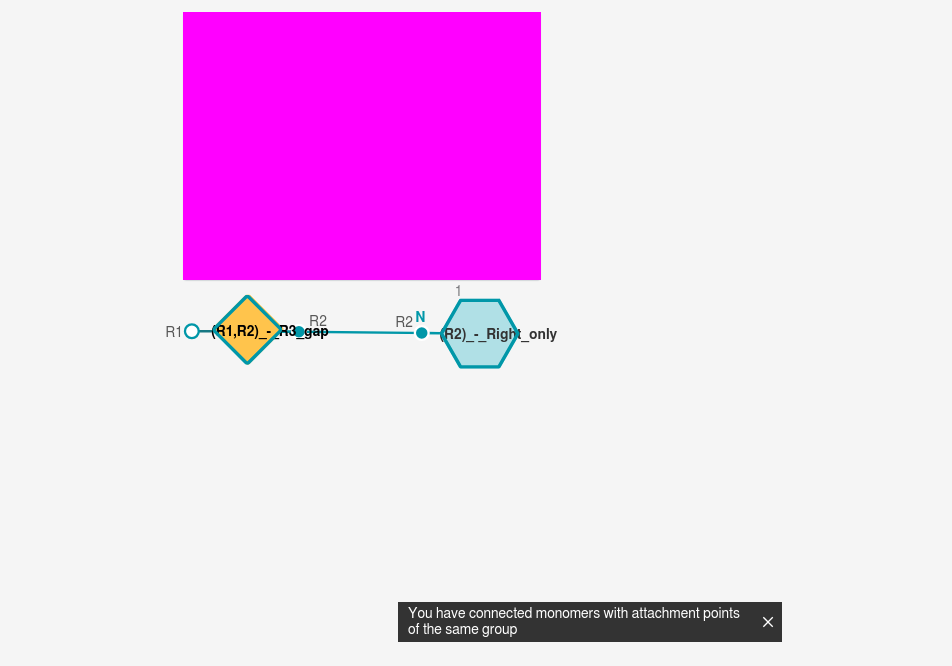 1
R1
(R1,R2)_-_R3_gap
R2
R2
N
(R2)_-_Right_only
You have connected monomers with attachment points
of the same group